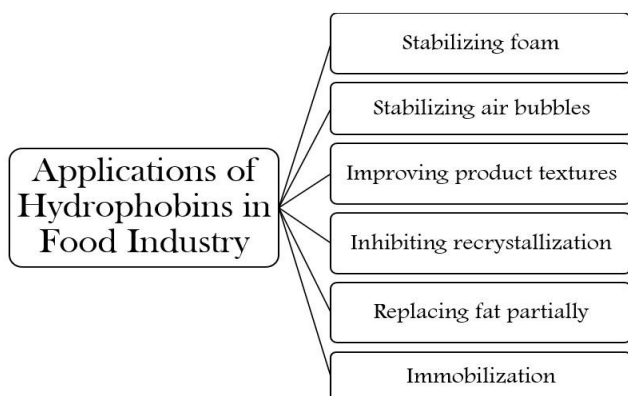 Applications of
Hydrophobins in
Food Industry
Stabilizing foam
Stabilizing air bubbles
Improving product textures
Inhibiting recrystallization
Replacing fat partially
Immobilization